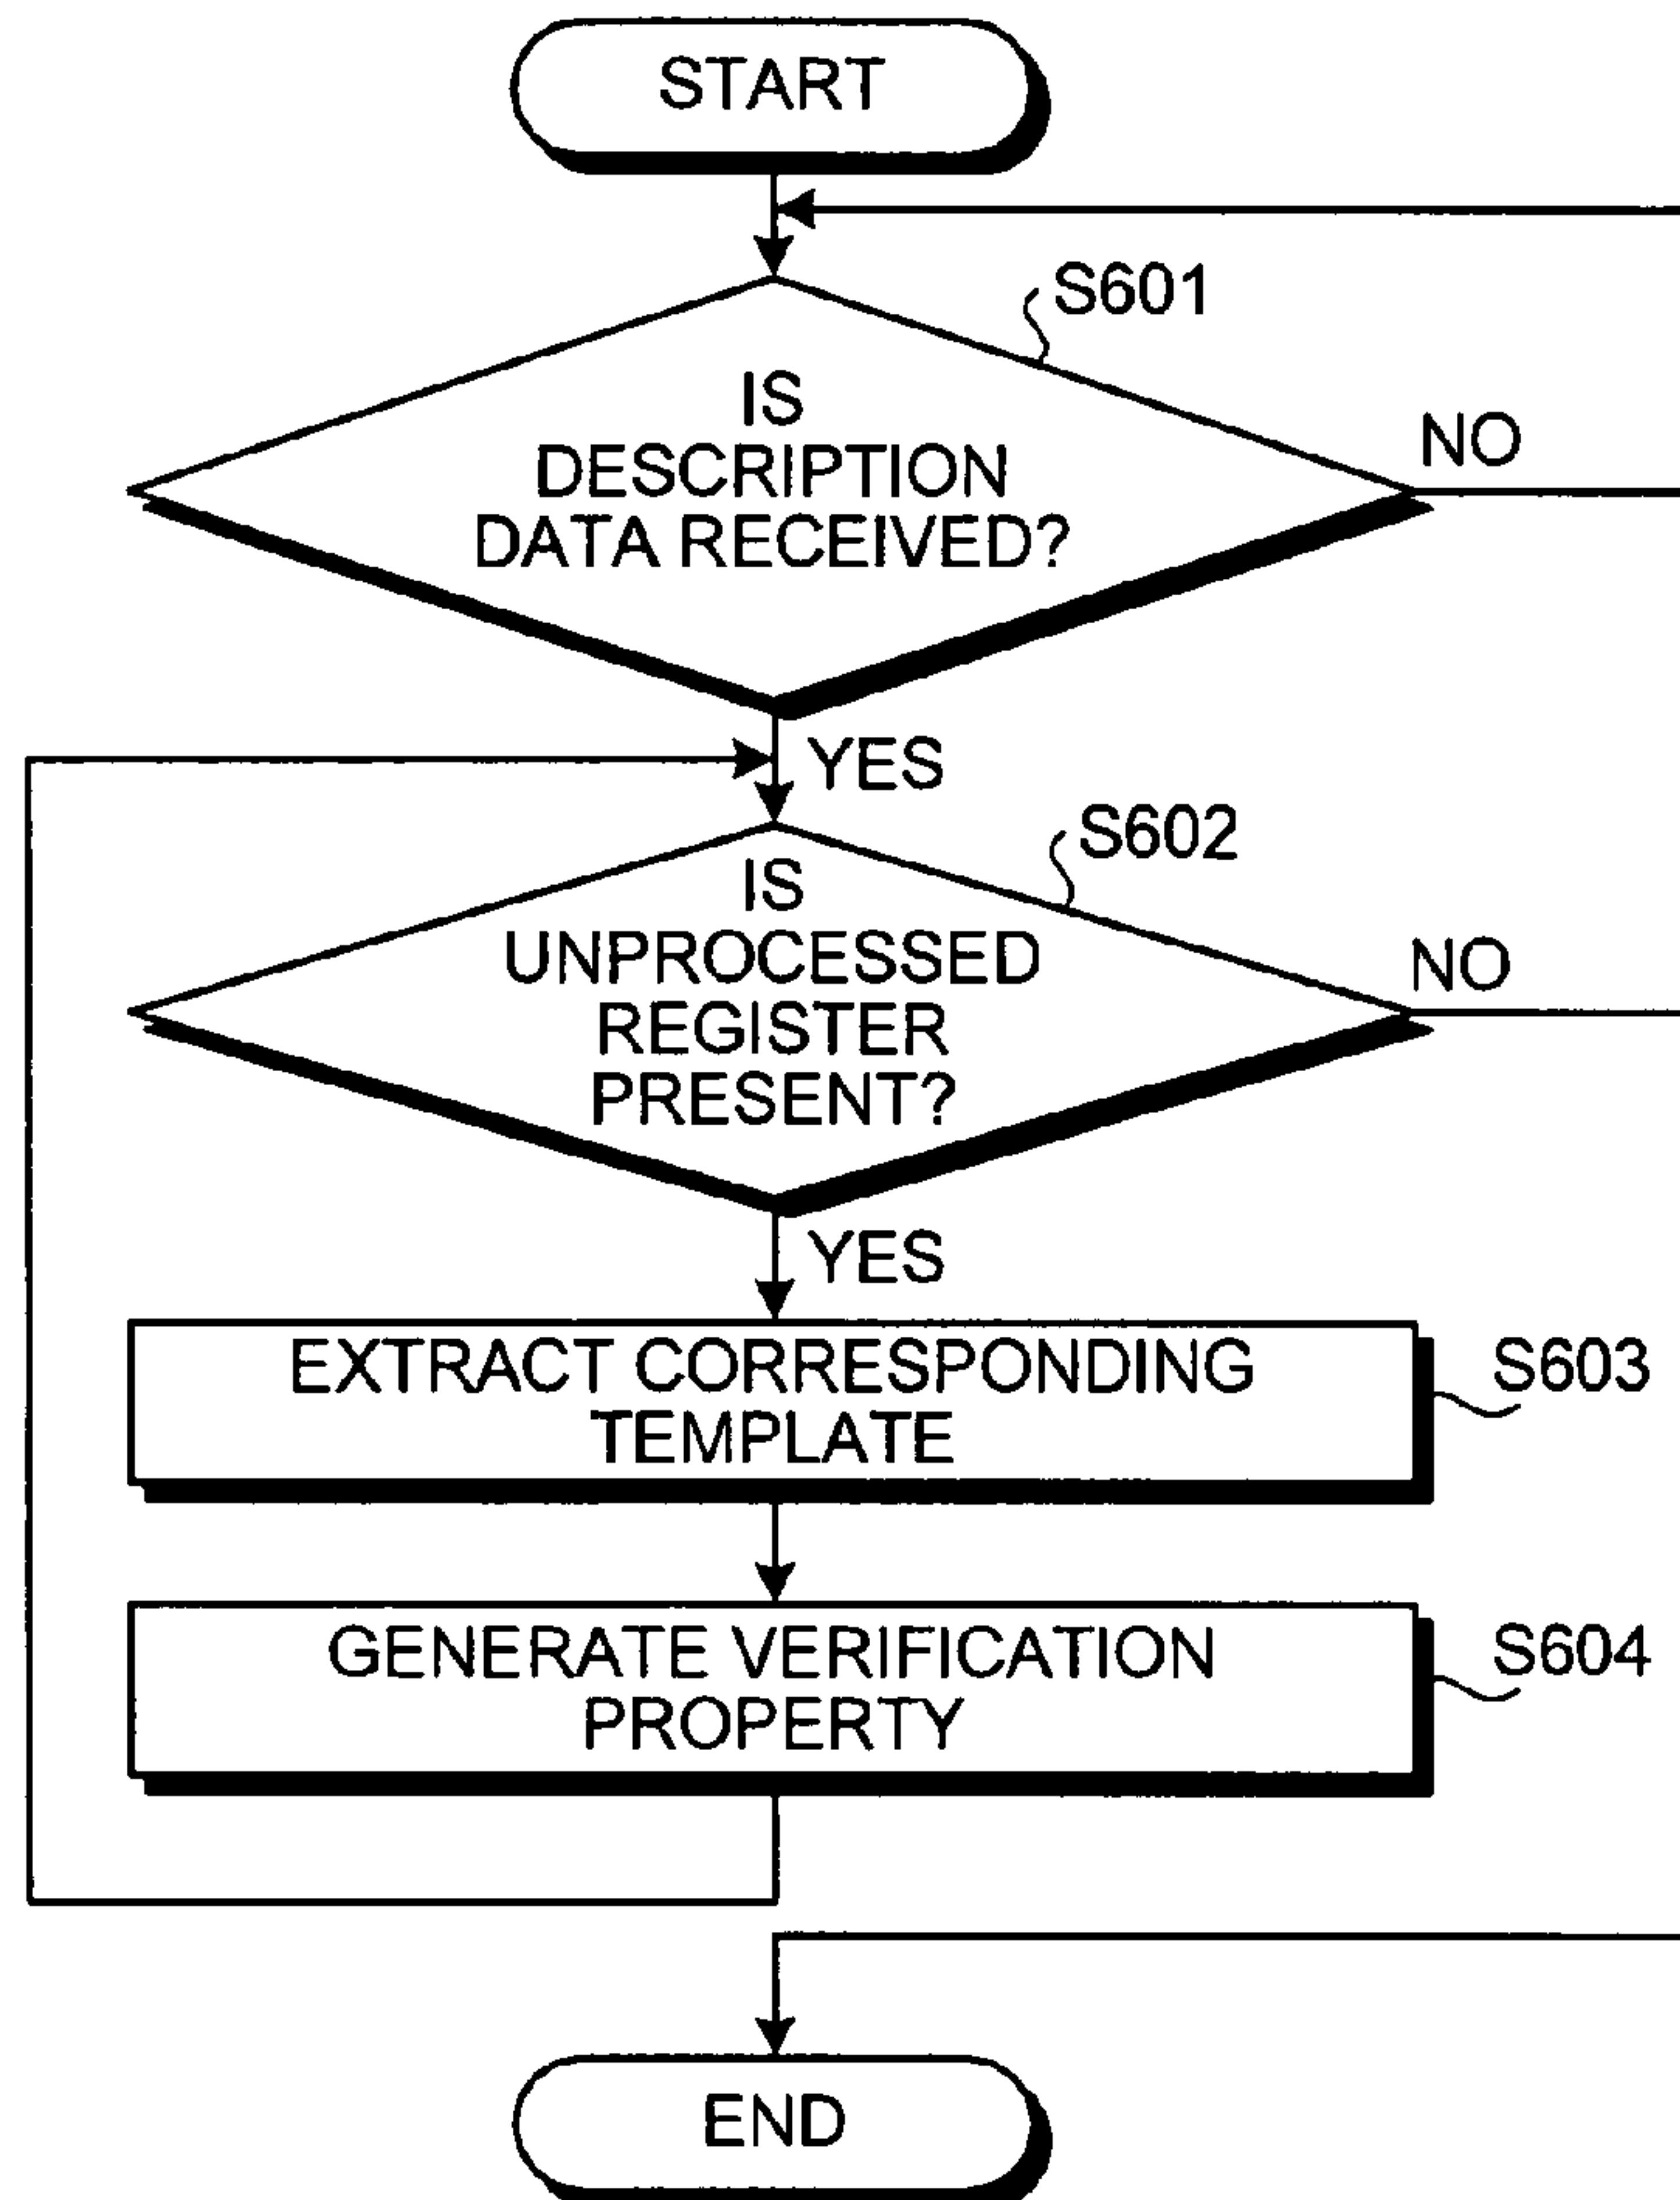 START
S601
IS
DESCRIPTION
DATA RECEIVED?
NO
YES
S602
IS
UNPROCESSED
REGISTER
PRESENT?
NO
YES
EXTRACT CORRESPONDING
TEMPLATE
S603
GENERATE VERIFICATION
PROPERTY
S604
END